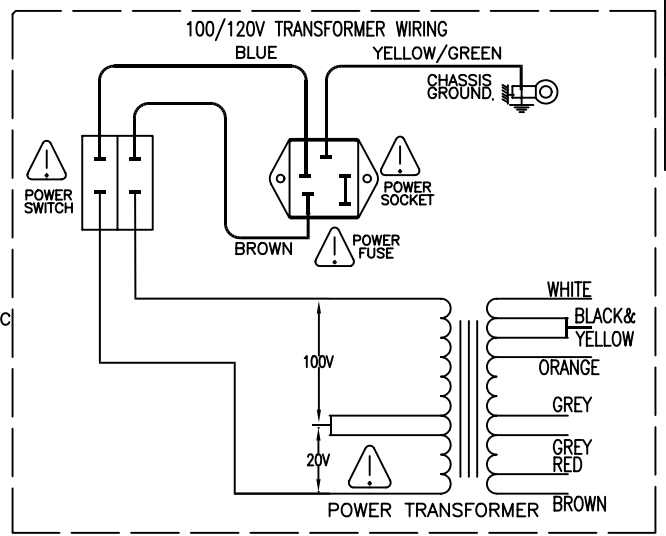 100/120V TRANSFORMER WIRING
BLUE
YELLOW/GREEN
CHASSIS
GROUND.
POWER
SWITCH
POWER
SOCKET
BROWN
POWER
FUSE
C
WHITE
BLACK&
YELLOW
100V
ORANGE
GREY
GREY
20V
RED
POWER TRANSFORMER
BROWN